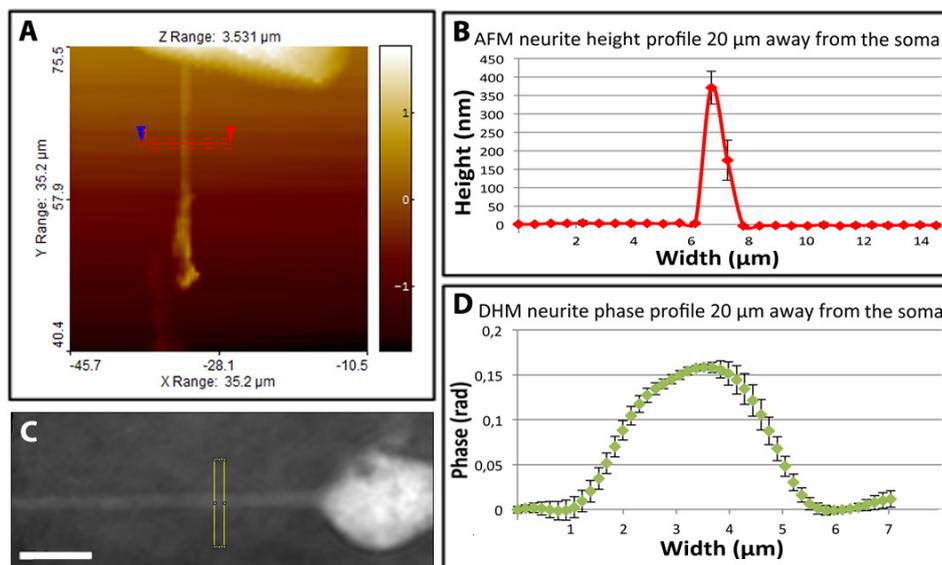 A
Z Range: 3.531 µm
75.5
57.9
40.4
Y Range: 35.2 µm
-45.7 -28.1 -10.5
X Range: 35.2 µm
1
0
−1
B AFM neurite height profile 20 µm away from the soma
450
400
350
300
250
200
150
100
50
0
Height (nm)
2 4 6 8 10 12 14
Width (µm)
C
D DHM neurite phase profile 20 µm away from the soma
0,2
0,15
0,1
0,05
0
Phase (rad)
1 2 3 4 5 6 7
Width (µm)